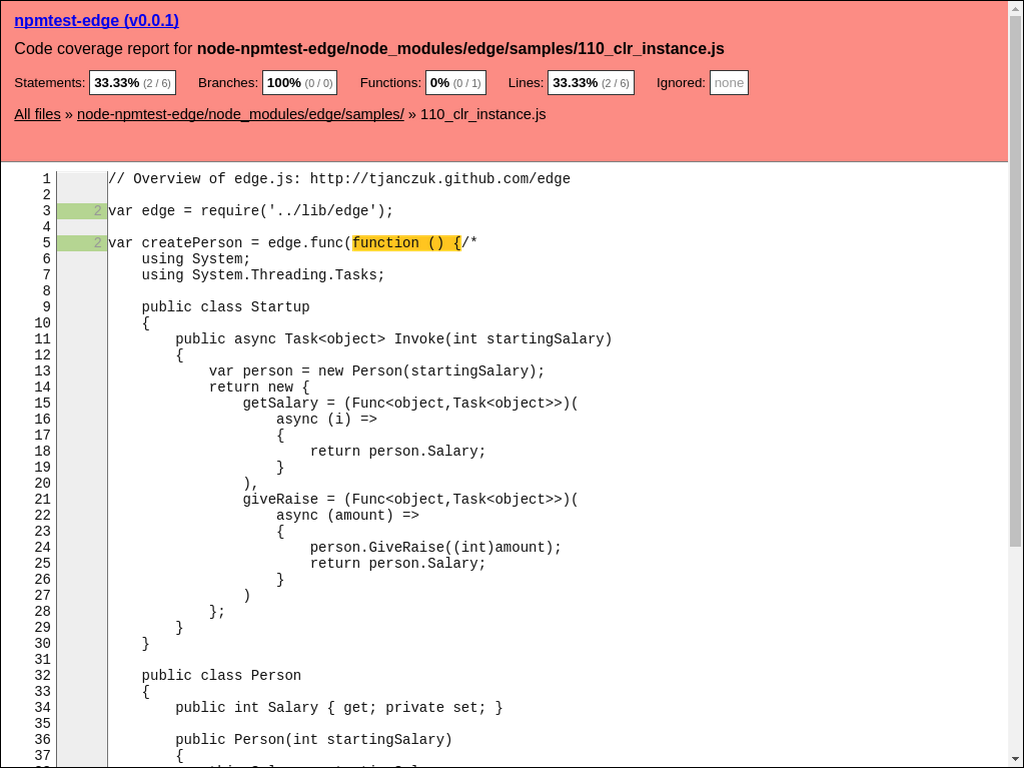 npmtest-edge (v0.0.1)
Code coverage report for node-npmtest-edge/node_modules/edge/samples/110_clr_instance.js
Statements: 33.33% (2 / 6) Branches: 100% (0 / 0) Functions: 0% (0 / 1) Lines: 33.33% (2 / 6) Ignored: none
All files » node-npmtest-edge/node_modules/edge/samples/ » 110_clr_instance.js
1 // Overview of edge.js: http://tjanczuk.github.com/edge
2
3 2 var edge = require('../lib/edge');
4
5 2 var createPerson = edge.func(function () {/*
6     using System;
7     using System.Threading.Tasks;
8
9     public class Startup
10     {
11         public async Task<object> Invoke(int startingSalary)
12         {
13             var person = new Person(startingSalary);
14             return new {
15                 getSalary = (Func<object,Task<object>>)(
16                     async (i) =>
17                     {
18                         return person.Salary;
19                     }
20                 ),
21                 giveRaise = (Func<object,Task<object>>)(
22                     async (amount) =>
23                     {
24                         person.GiveRaise((int)amount);
25                         return person.Salary;
26                     }
27                 )
28             };
29         }
30     }
31
32     public class Person
33     {
34         public int Salary { get; private set; }
35
36         public Person(int startingSalary)
37         {